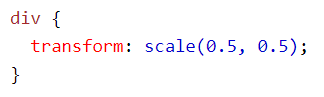 div {
  transform: scale(0.5, 0.5);
}